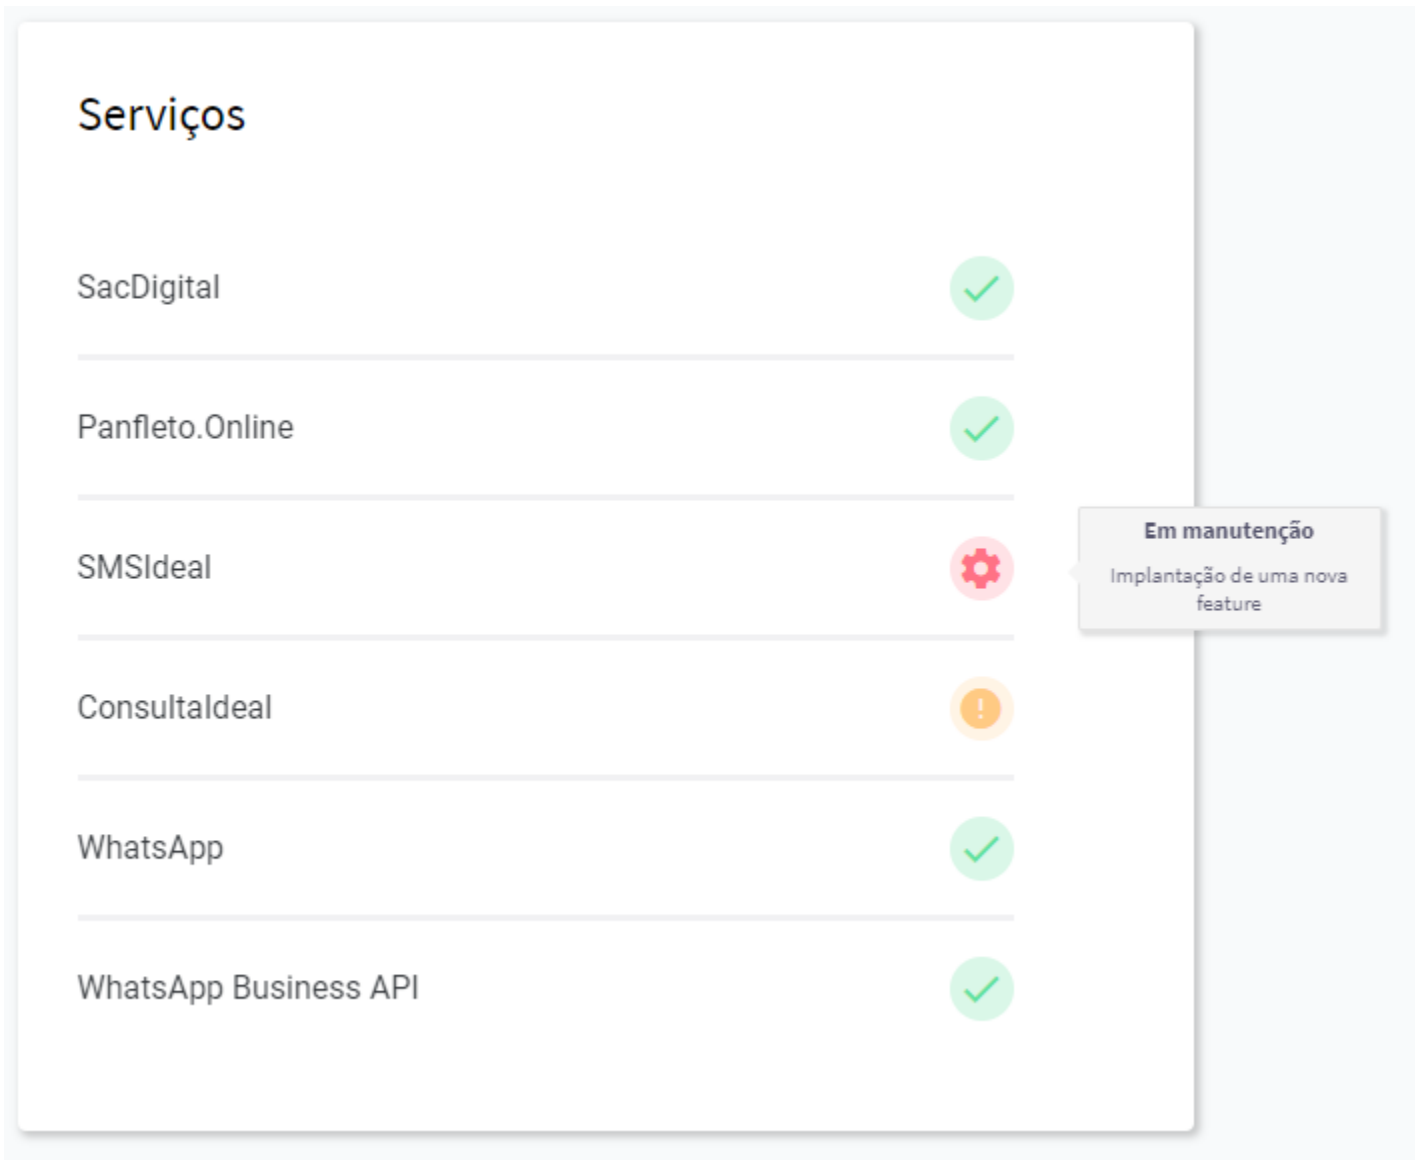 Serviços
SacDigital
Panfleto.Online
SMSIdeal
Em manutenção
Implantação de uma nova
feature
ConsultaIdeal
WhatsApp
WhatsApp Business API